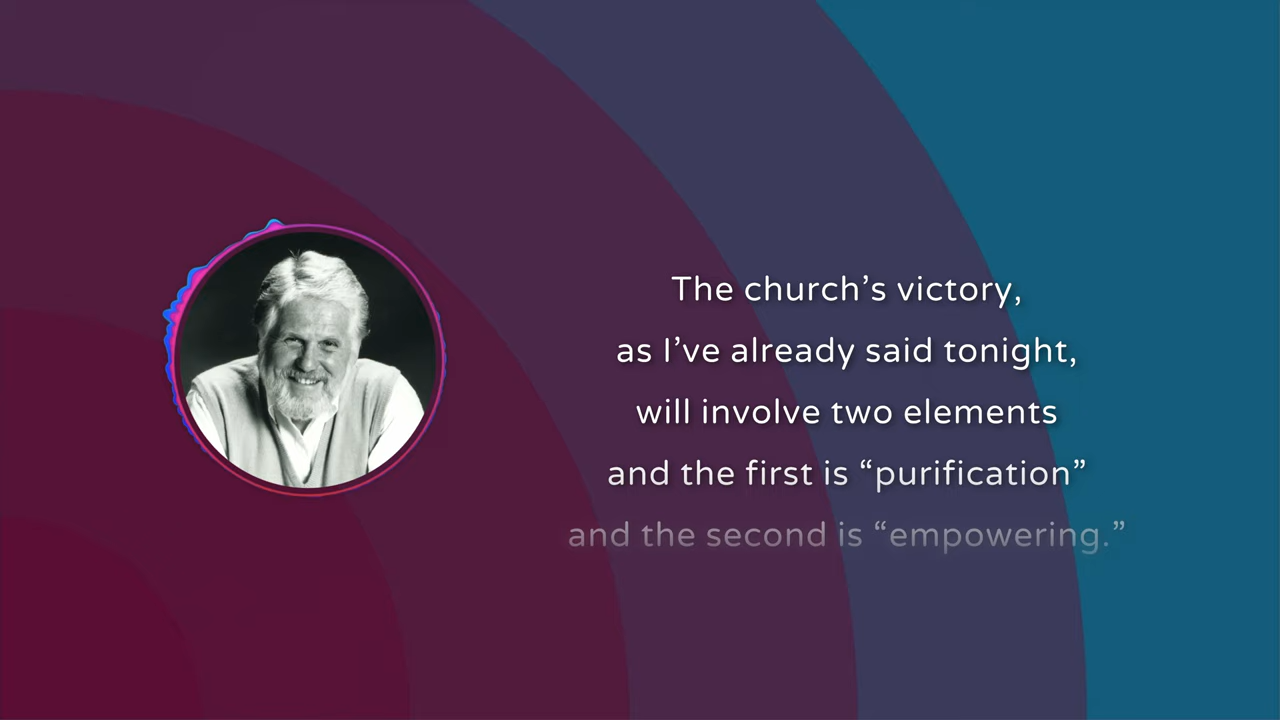 The church’s victory,
as I’ve already said tonight,
will involve two elements
and the first is “purification”
and the second is “empowering.”